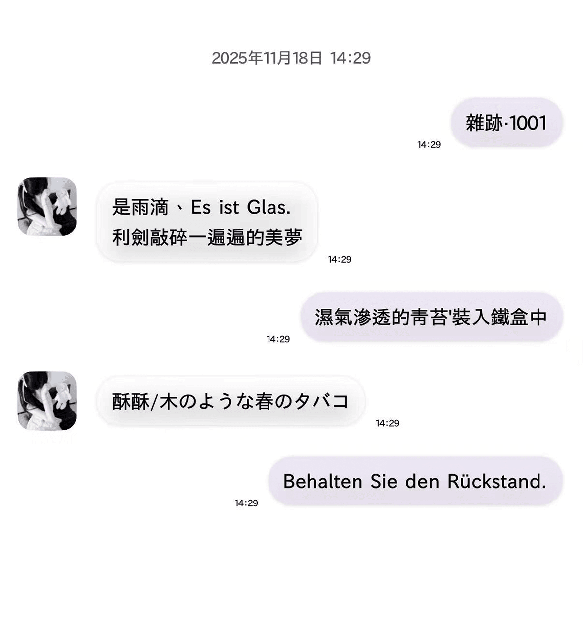 2025年11月18日 14:29
雜跡·1001
14:29
是雨滴、Es ist Glas.
利劍敲碎一遍遍的美夢
14:29
濕氣滲透的靑苔'裝入鐵盒中
14:29
酥酥/木のような春のタバコ
14:29
Behalten Sie den Rückstand.
14:29